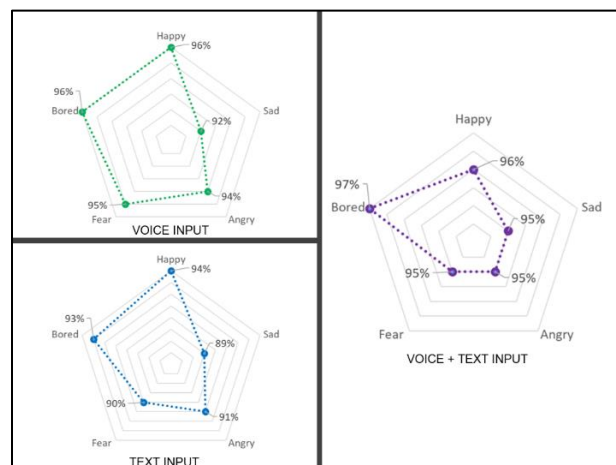 Happy
96%
96%
Bored
Sad
92%
94%
95%
Fear
Angry
VOICE INPUT
Happy
94%
93%
Bored
Sad
89%
90%
91%
Fear
Angry
TEXT INPUT
Happy
96%
97%
Bored
Sad
95%
95%
95%
Fear
Angry
VOICE + TEXT INPUT